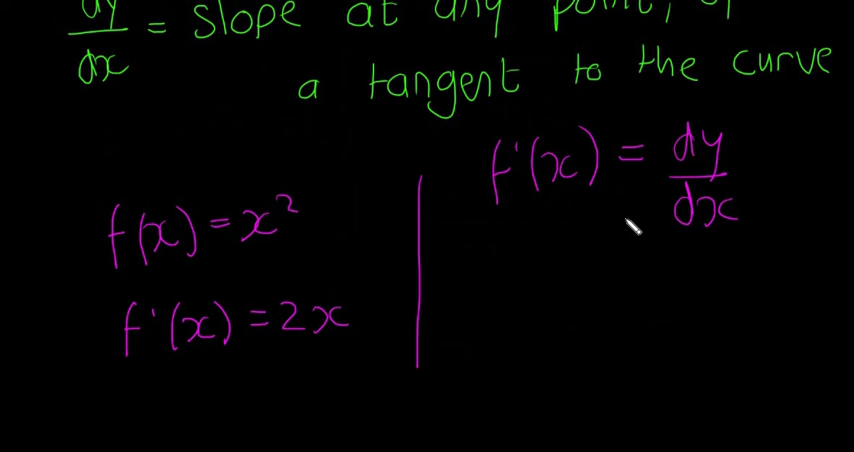 dy/dx = slope at any point, of
a tangent to the curve
f(x) = x²
f'(x) = 2x
f'(x) = dy/dx